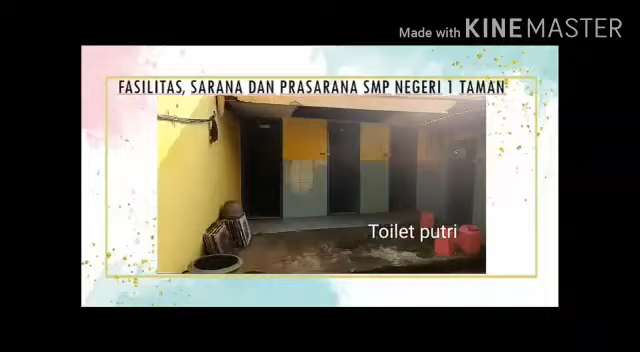 Made with KINEMASTER
FASILITAS, SARANA DAN PRASARANA SMP NEGERI 1 TAMAN
Toilet putri